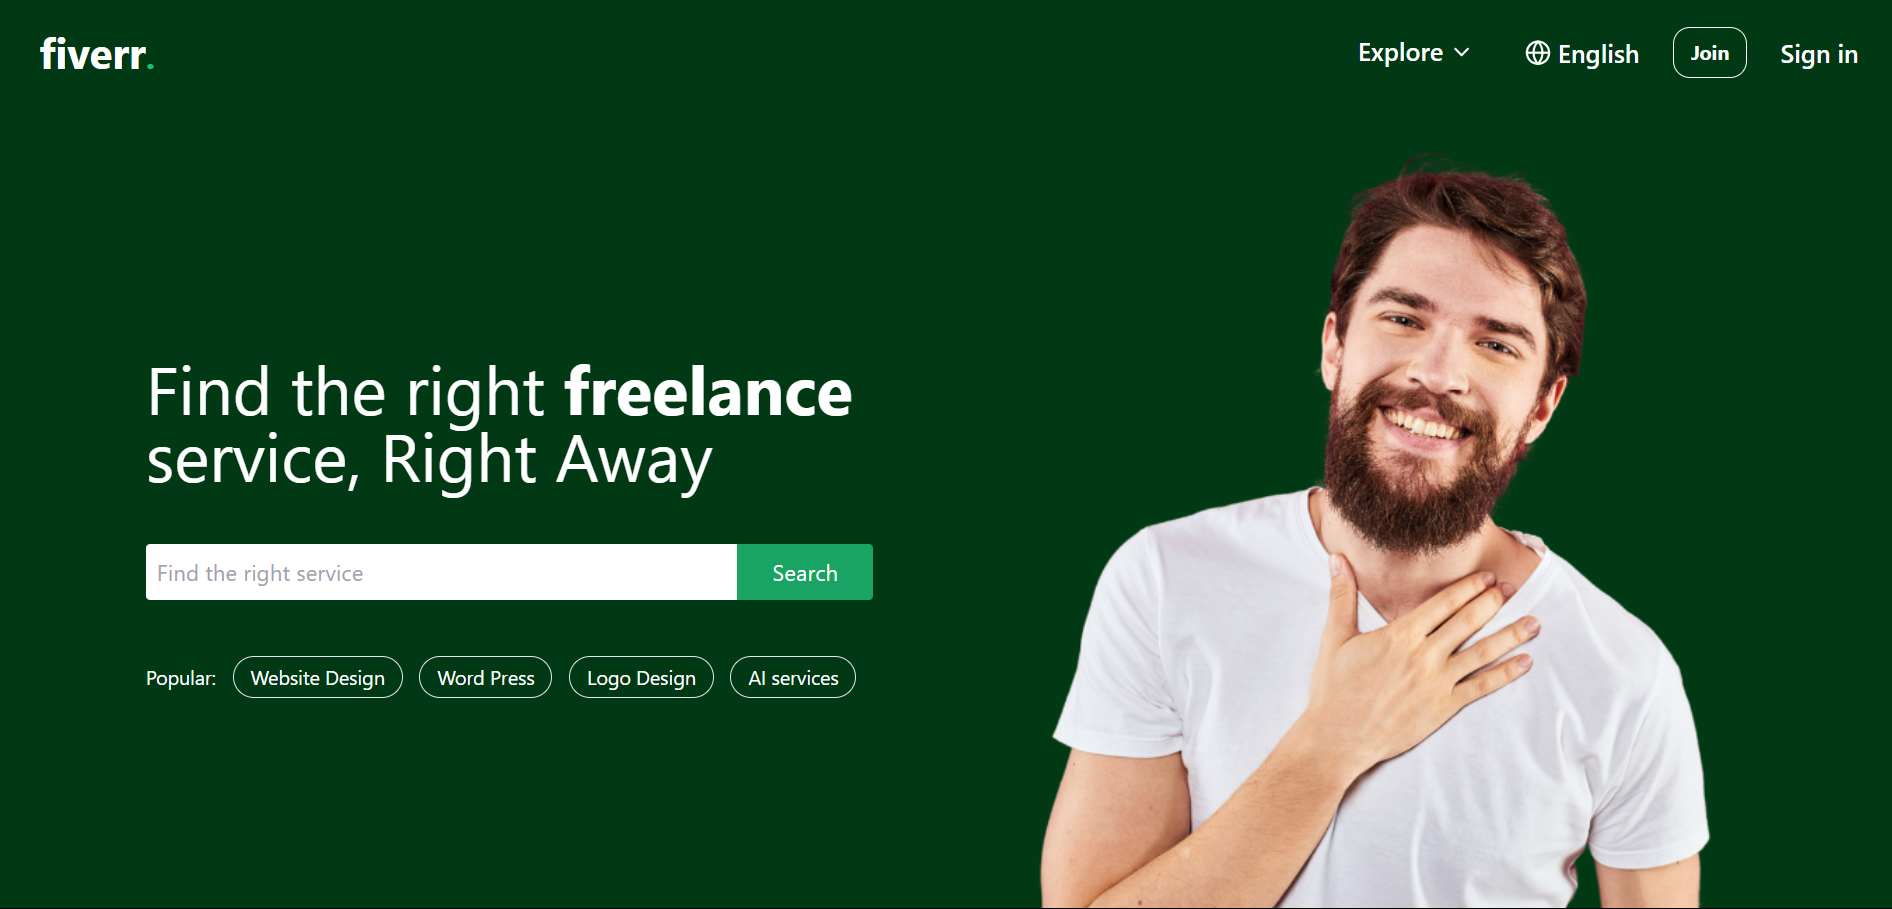 fiverr.
Explore
English
Join
Sign in
Find the right freelance
service, Right Away
Find the right service
Search
Popular:
Website Design
Word Press
Logo Design
AI services